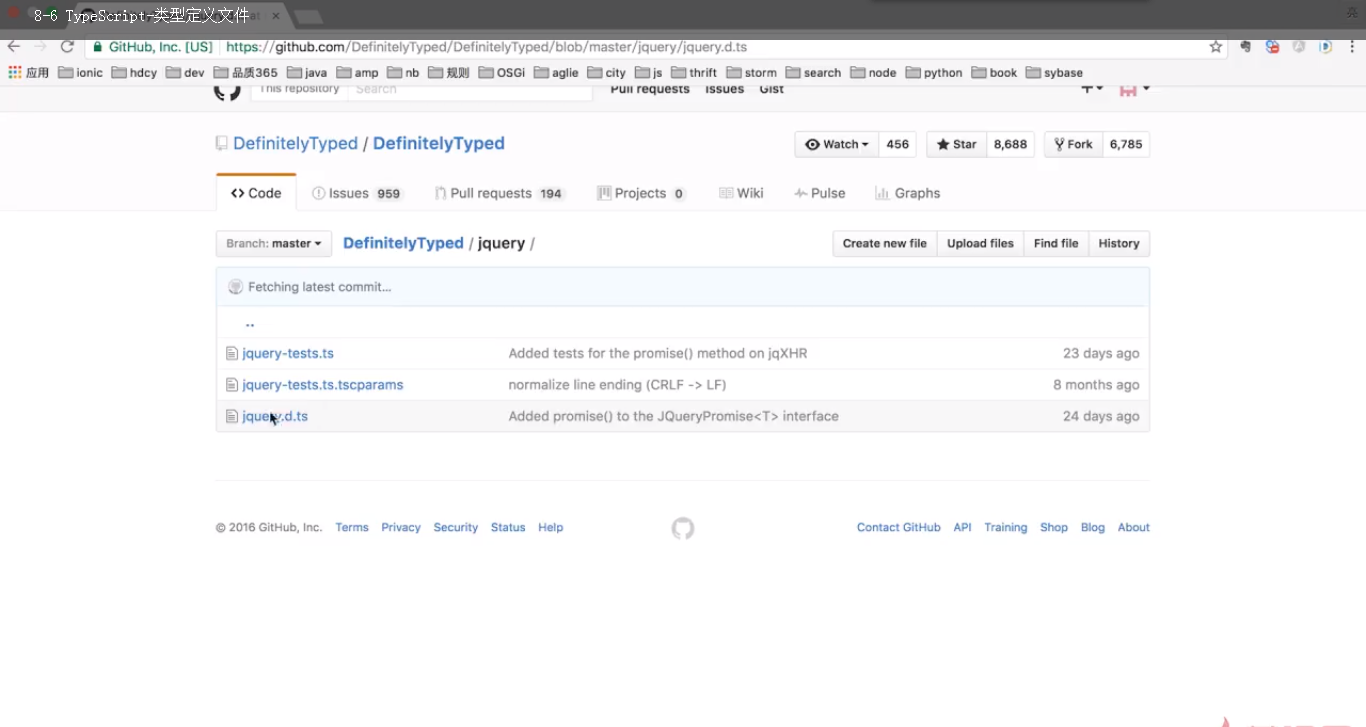 8-6 TypeScript-类型定义文件
GitHub, Inc. [US] https://github.com/DefinitelyTyped/DefinitelyTyped/blob/master/jquery/jquery.d.ts
应用 ionic hdcy dev 品质365 java amp nb 规则 OSGi aglie city js thrift storm search node python book sybase
This repository Search Pull requests Issues Gist
DefinitelyTyped / DefinitelyTyped Watch 456 Star 8,688 Fork 6,785
Code Issues 959 Pull requests 194 Projects 0 Wiki Pulse Graphs
Branch: master DefinitelyTyped / jquery / Create new file Upload files Find file History
Fetching latest commit...
..
jquery-tests.ts Added tests for the promise() method on jqXHR 23 days ago
jquery-tests.ts.tscparams normalize line ending (CRLF -> LF) 8 months ago
jquery.d.ts Added promise() to the JQueryPromise<T> interface 24 days ago
© 2016 GitHub, Inc. Terms Privacy Security Status Help Contact GitHub API Training Shop Blog About